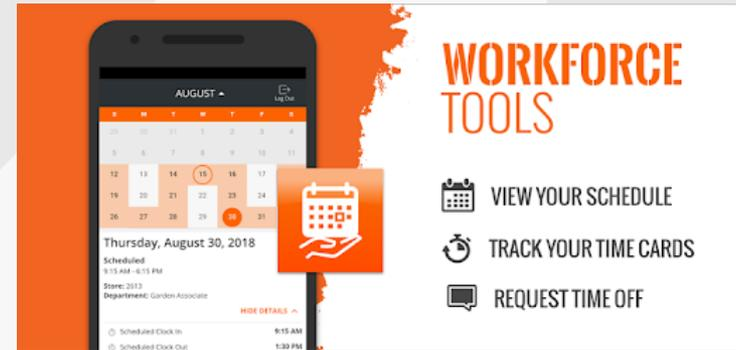 AUGUST
Log Out
S M T W T F S
29 30 31 1 2 3 4
5 6 7 8 9 10 11
12 13 14 15 16 17
19 20 21 22 23 24
26 27 28 29 30 31
Thursday, August 30, 2018
Scheduled
9:15 AM - 6:15 PM
Store: 2613
Department: Garden Associate
HIDE DETAILS
Scheduled Clock In 9:15 AM
Scheduled Clock Out 1:30 PM
WORKFORCE
TOOLS
VIEW YOUR SCHEDULE
TRACK YOUR TIME CARDS
REQUEST TIME OFF